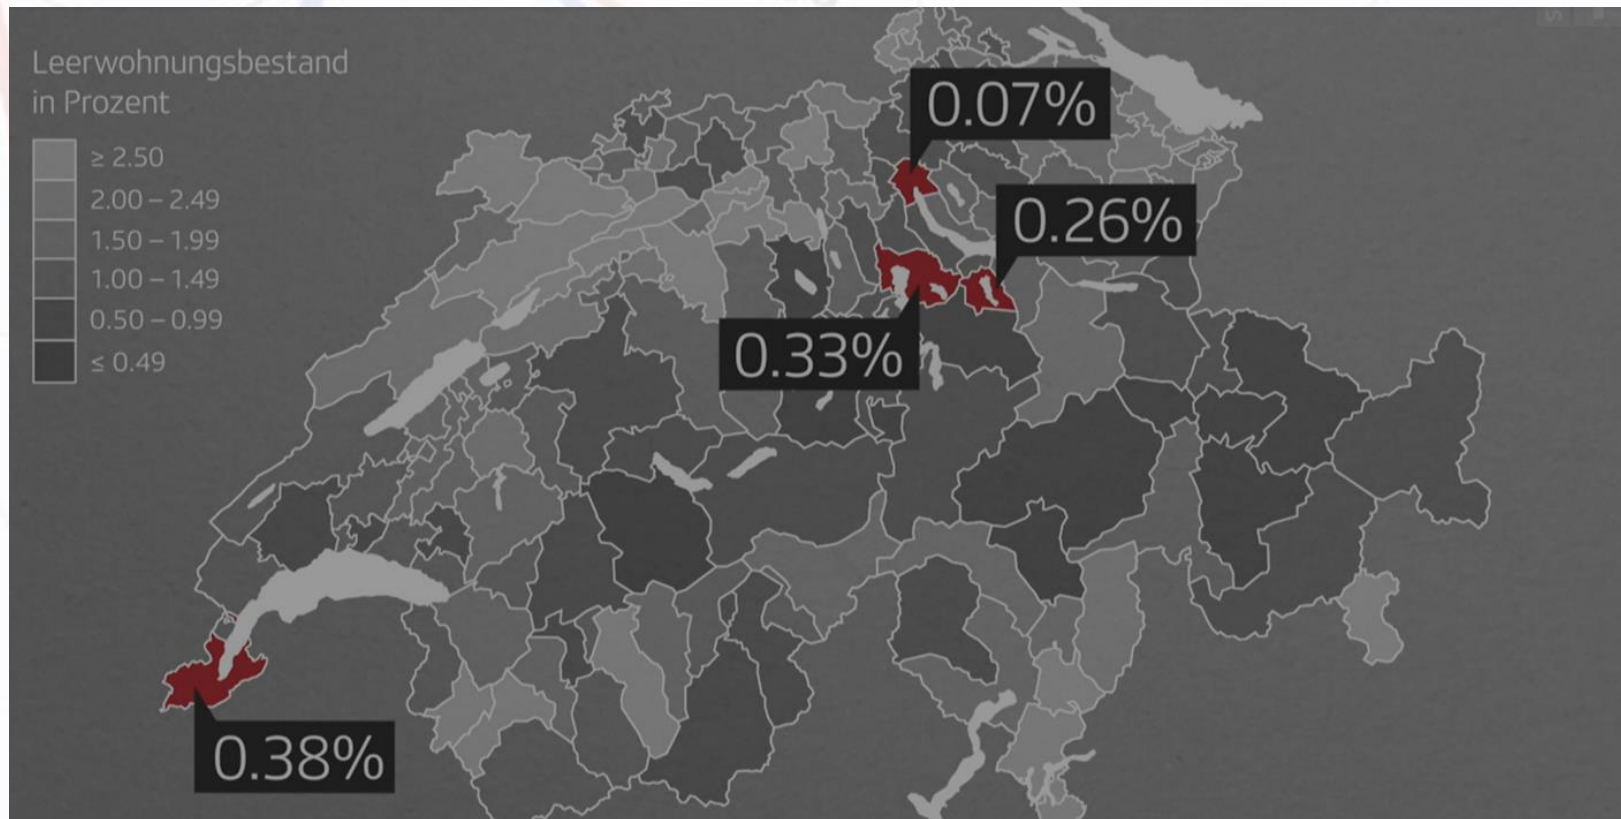 Leerwohnungsbestand
in Prozent
≥ 2.50
2.00 – 2.49
1.50 – 1.99
1.00 – 1.49
0.50 – 0.99
≤ 0.49
0.07%
0.26%
0.33%
0.38%